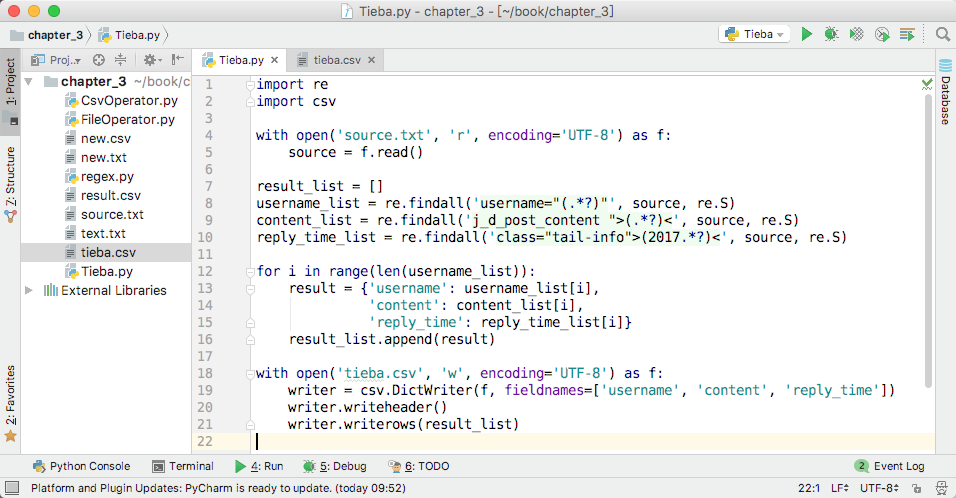 Tieba.py - chapter_3 - [~/book/chapter_3]
chapter_3 Tieba.py Tieba
1: Project
Z: Structure
2: Favorites
Proj..
Tieba.py tieba.csv
chapter_3 ~/book/c
CsvOperator.py
FileOperator.py
new.csv
new.txt
regex.py
result.csv
source.txt
text.txt
tieba.csv
Tieba.py
External Libraries
1 import re
2 import csv
3
4 with open('source.txt', 'r', encoding='UTF-8') as f:
5     source = f.read()
6
7 result_list = []
8 username_list = re.findall('username="(.*?)"', source, re.S)
9 content_list = re.findall('j_d_post_content ">(.*?)<', source, re.S)
10 reply_time_list = re.findall('class="tail-info">(2017.*?)<', source, re.S)
11
12 for i in range(len(username_list)):
13     result = {'username': username_list[i],
14               'content': content_list[i],
15               'reply_time': reply_time_list[i]}
16     result_list.append(result)
17
18 with open('tieba.csv', 'w', encoding='UTF-8') as f:
19     writer = csv.DictWriter(f, fieldnames=['username', 'content', 'reply_time'])
20     writer.writeheader()
21     writer.writerows(result_list)
22
Database
Python Console Terminal 4: Run 5: Debug 6: TODO 2 Event Log
Platform and Plugin Updates: PyCharm is ready to update. (today 09:52) 22:1 LF UTF-8